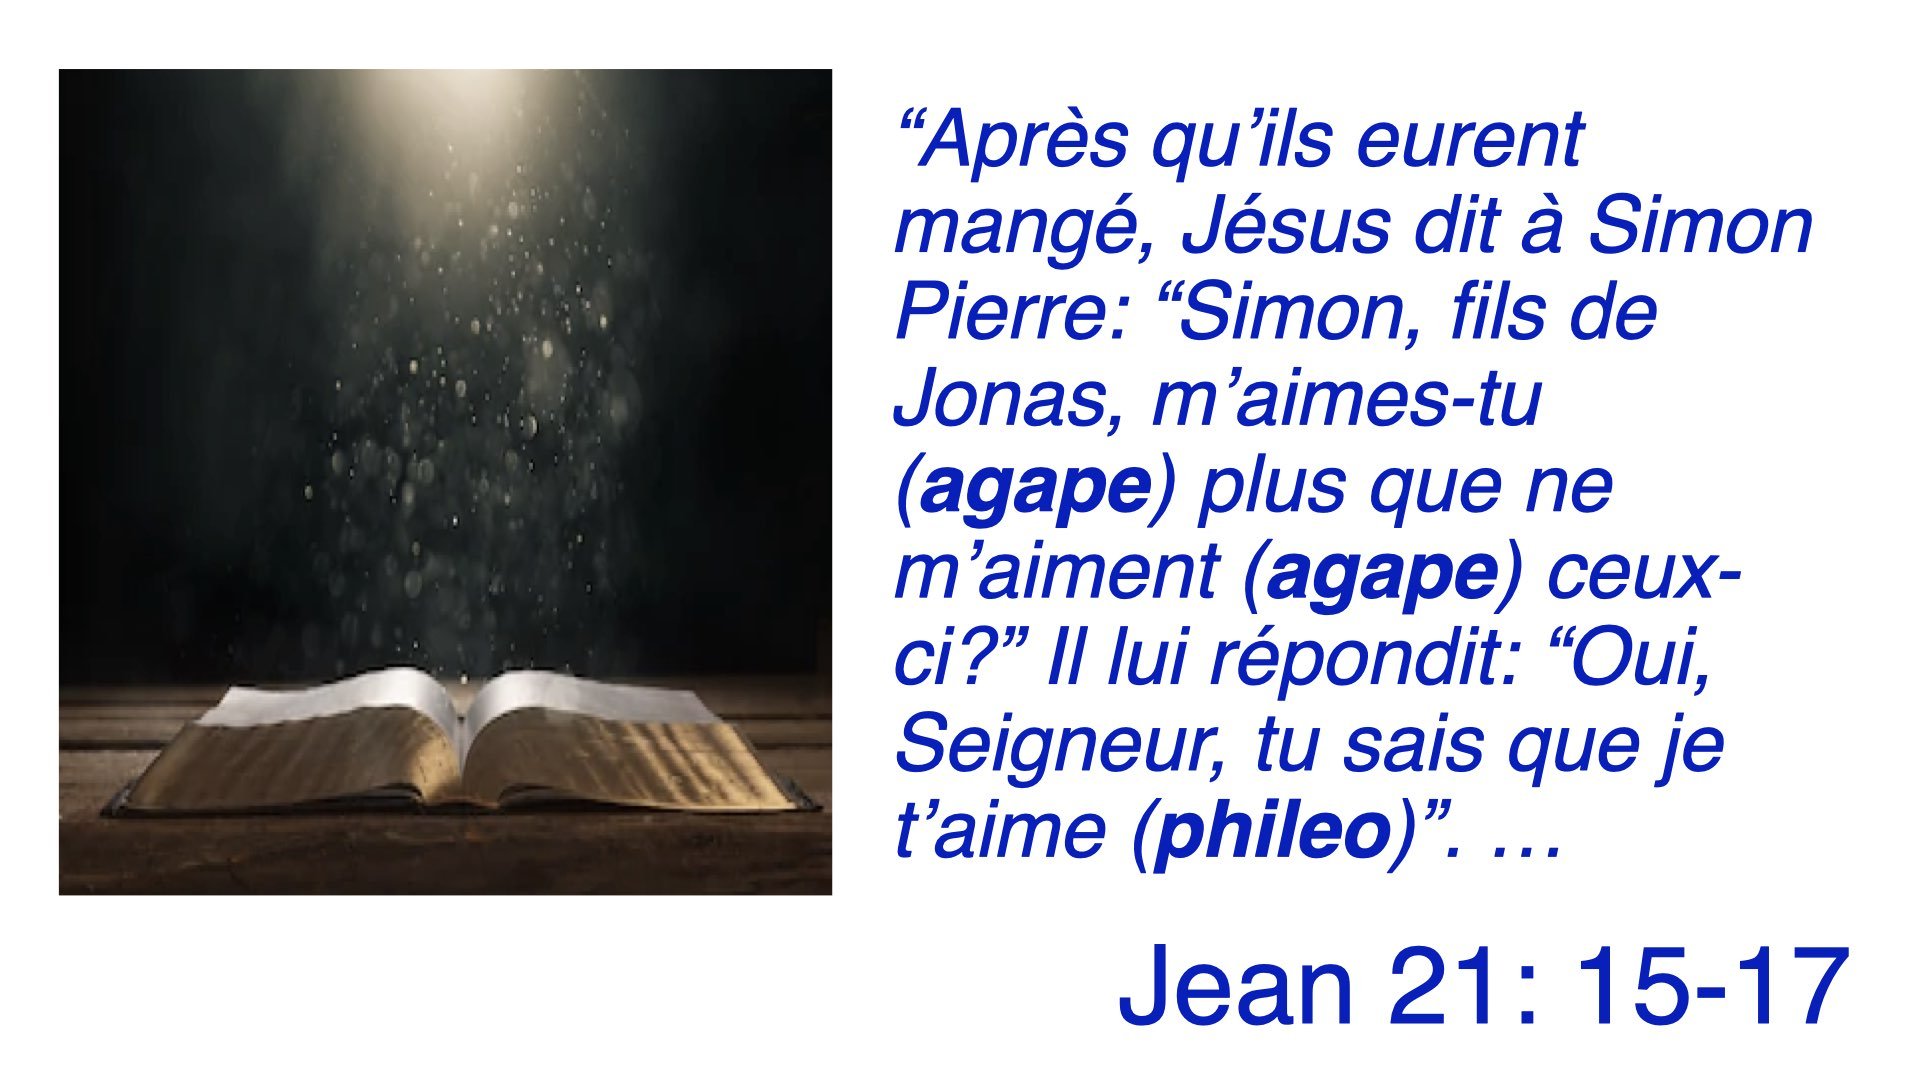 “Après qu’ils eurent
mangé, Jésus dit à Simon
Pierre: “Simon, fils de
Jonas, m’aimes-tu
(agape) plus que ne
m’aiment (agape) ceux-
ci?” Il lui répondit: “Oui,
Seigneur, tu sais que je
t’aime (phileo)”. …
Jean 21: 15-17